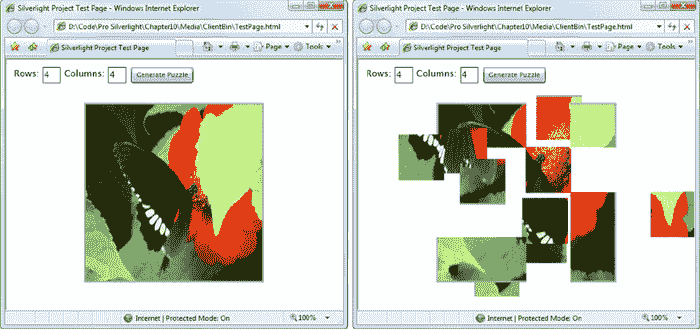 Silverlight Project Test Page - Windows Internet Explorer
D:\Code\Pro Silverlight\Chapter10\Media\ClientBin\TestPage.html
Silverlight Project Test Page
Page
Tools
Rows: 4 Columns: 4 Generate Puzzle
Internet | Protected Mode: On
100%
Silverlight Project Test Page - Windows Internet Explorer
D:\Code\Pro Silverlight\Chapter10\Media\ClientBin\TestPage.html
Silverlight Project Test Page
Page
Tools
Rows: 4 Columns: 4 Generate Puzzle
Internet | Protected Mode: On
100%